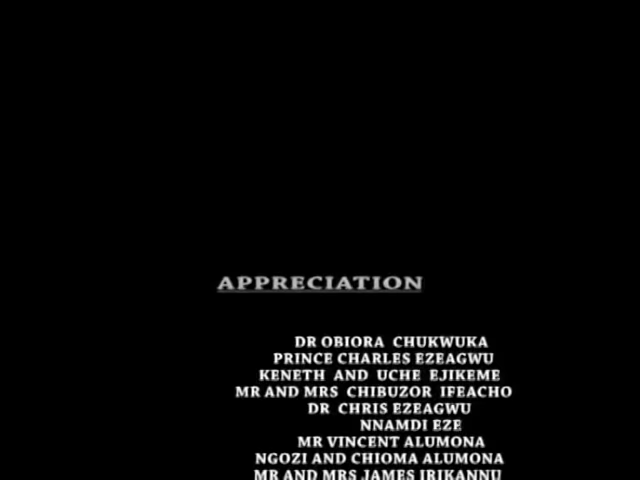 APPRECIATION
DR OBIORA CHUKWUKA
PRINCE CHARLES EZEAGWU
KENETH AND UCHE EJIKEME
MR AND MRS CHIBUZOR IFEACHO
DR CHRIS EZEAGWU
NNAMDI EZE
MR VINCENT ALUMONA
NGOZI AND CHIOMA ALUMONA
MR AND MRS JAMES IRIKANNU